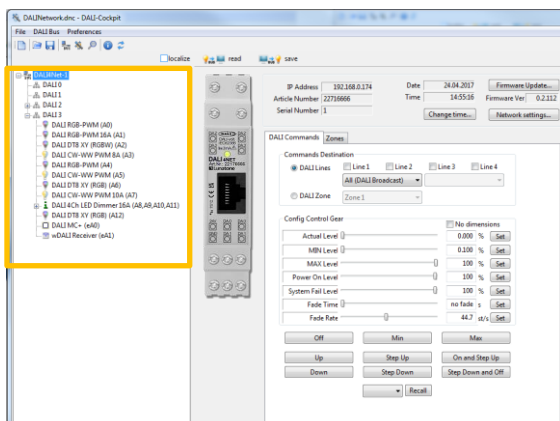 DALINetwork.dnc - DALI-Cockpit
File DALI Bus Preferences
localize read save
DALI4Net-1
DALI 0
DALI 1
DALI 2
DALI 3
DALI RGB-PWM (A0)
DALI RGB-PWM 16A (A1)
DALI DT8 XY (RGBW) (A2)
DALI CW-WW PWM 8A (A3)
DALI RGB-PWM (A4)
DALI CW-WW PWM (A5)
DALI DT8 XY (RGB) (A6)
DALI CW-WW PWM 10A (A7)
DALI 4Ch LED Dimmer 16A (A8,A9,A10,A11)
DALI DT8 XY (RGB) (A12)
DALI MC+ (eA0)
wDALI Receiver (eA1)
DALI 4NET
Lunatone
IP Address 192.168.0.174 Date 24.04.2017 Firmware Update...
Article Number 22716666 Time 14:55:16 Firmware Ver 0.2.112
Serial Number 1 Change time... Network settings...
DALI Commands Zones
Commands Destination
DALI Lines Line 1 Line 2 Line 3 Line 4
All (DALI Broadcast)
DALI Zone Zone 1
Config Control Gear
No dimensions
Actual Level 0.000 % Set
MIN Level 0.100 % Set
MAX Level 100 % Set
Power On Level 100 % Set
System Fail Level 100 % Set
Fade Time no fade s Set
Fade Rate 44.7 st/s Set
Off Min Max
Up Step Up On and Step Up
Down Step Down Step Down and Off
Recall